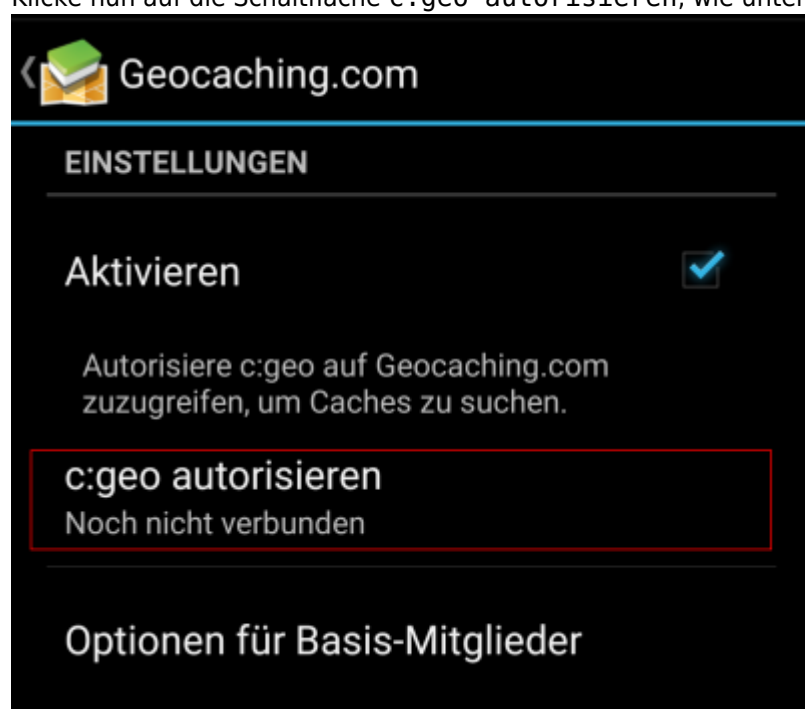 Klicke nun auf die Schaltfläche c:geo autorisieren, wie unten
Geocaching.com
EINSTELLUNGEN
Aktivieren
Autorisiere c:geo auf Geocaching.com
zuzugreifen, um Caches zu suchen.
c:geo autorisieren
Noch nicht verbunden
Optionen für Basis-Mitglieder